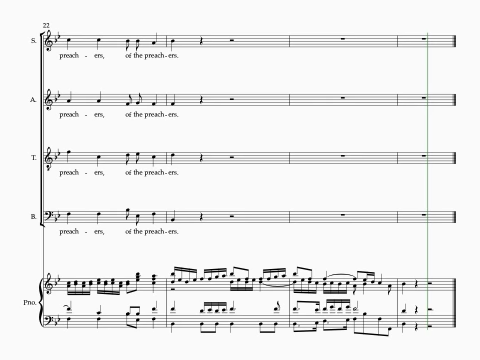 22
S.
preach - ers, of the preach - ers.
A.
preach - ers, of the preach - ers.
T.
preach - ers, of the preach - ers.
B.
preach - ers, of the preach - ers.
Pno.